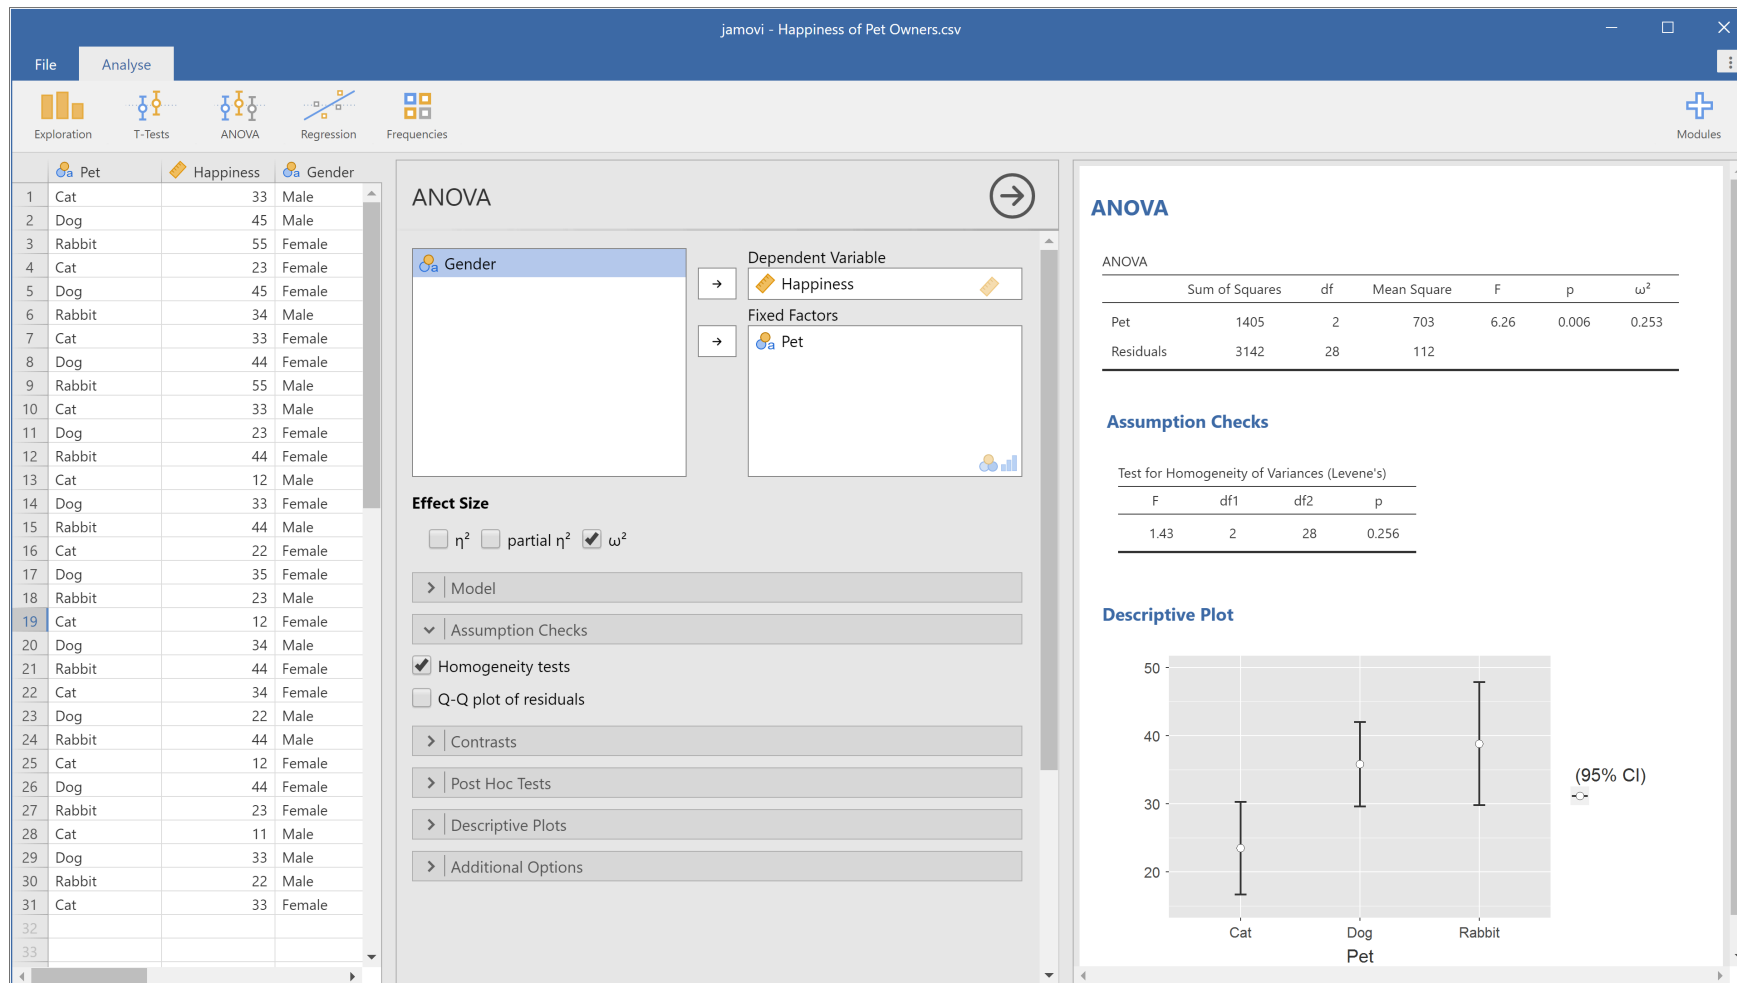 jamovi - Happiness of Pet Owners.csv
File Analyse
Exploration T-Tests ANOVA Regression Frequencies Modules
a Pet Happiness a Gender
1 Cat 33 Male
2 Dog 45 Male
3 Rabbit 55 Female
4 Cat 23 Female
5 Dog 45 Female
6 Rabbit 34 Male
7 Cat 33 Female
8 Dog 44 Female
9 Rabbit 55 Male
10 Cat 33 Male
11 Dog 23 Female
12 Rabbit 44 Female
13 Cat 12 Male
14 Dog 33 Female
15 Rabbit 44 Male
16 Cat 22 Female
17 Dog 35 Female
18 Rabbit 23 Male
19 Cat 12 Female
20 Dog 34 Male
21 Rabbit 44 Female
22 Cat 34 Female
23 Dog 22 Male
24 Rabbit 44 Male
25 Cat 12 Female
26 Dog 44 Female
27 Rabbit 23 Female
28 Cat 11 Male
29 Dog 33 Male
30 Rabbit 22 Male
31 Cat 33 Female
32
33
ANOVA
a Gender
Dependent Variable
Happiness
Fixed Factors
a Pet
Effect Size
η² partial η² ω²
Model
Assumption Checks
Homogeneity tests
Q-Q plot of residuals
Contrasts
Post Hoc Tests
Descriptive Plots
Additional Options
ANOVA
ANOVA
Sum of Squares df Mean Square F p ω²
Pet 1405 2 703 6.26 0.006 0.253
Residuals 3142 28 112
Assumption Checks
Test for Homogeneity of Variances (Levene's)
F df1 df2 p
1.43 2 28 0.256
Descriptive Plot
50
40
30
20
(95% CI)
Cat Dog Rabbit
Pet